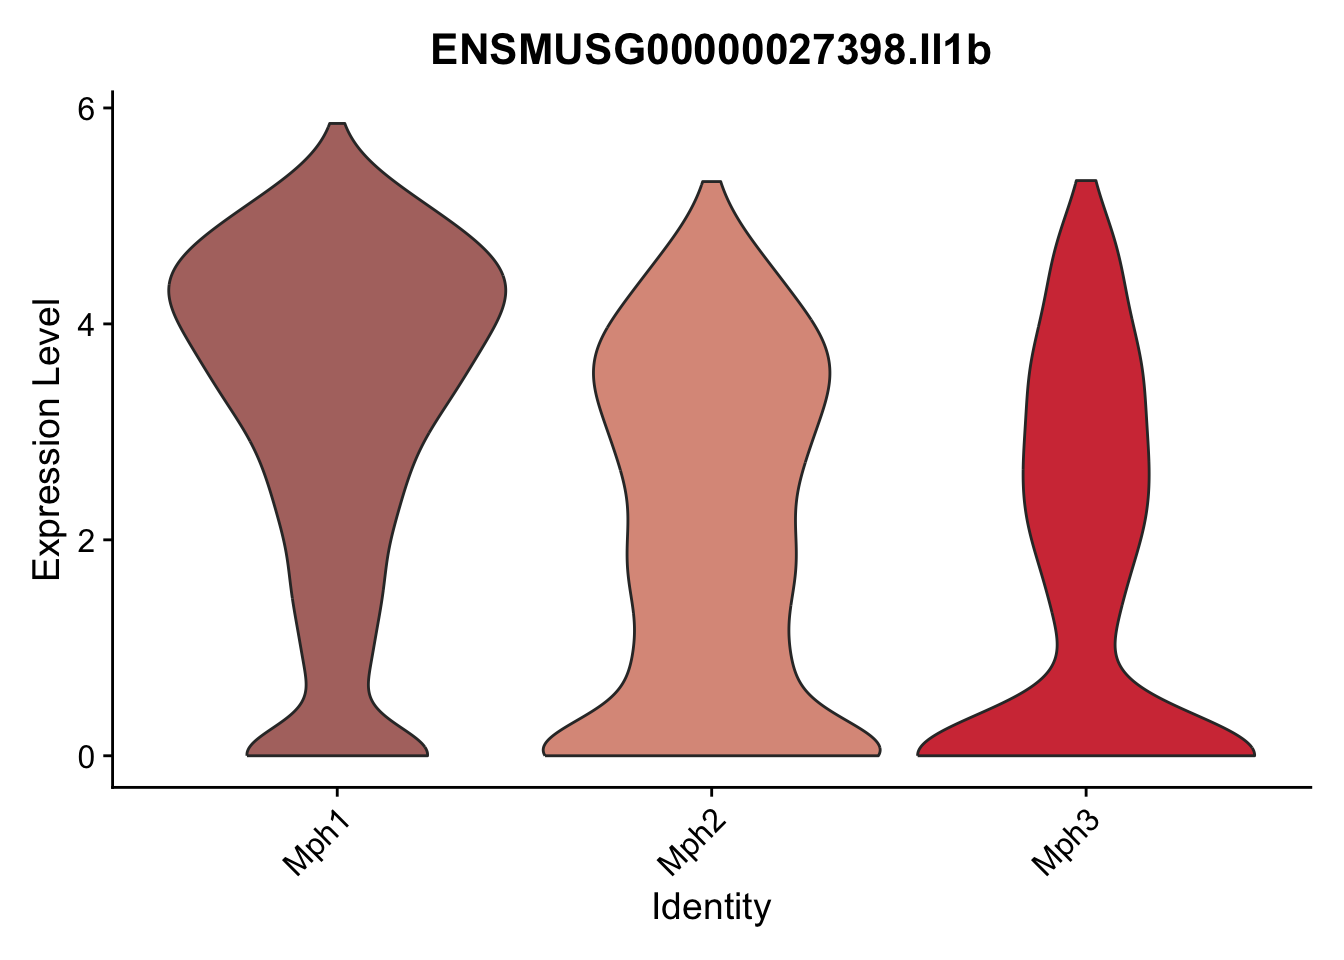 ENSMUSG00000027398.Il1b
Expression Level
6
4
2
0
Mph1
Mph2
Mph3
Identity